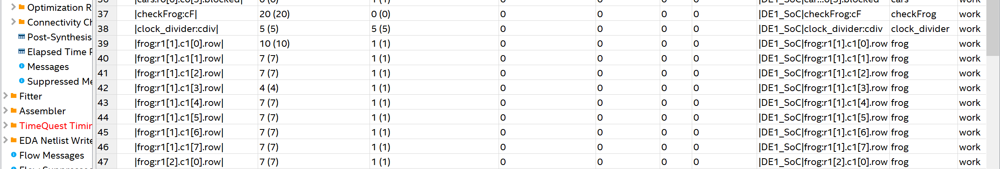 Optimization R
Connectivity Ch
Post-Synthesis
Elapsed Time
Messages
Suppressed Me
Fitter
Assembler
TimeQuest Timin
EDA Netlist Write
Flow Messages
37 |checkFrog:cF| 20 (20) 0 (0) 0 0 0 0 |DE1_SoC|checkFrog:cF checkFrog work
38 |clock_divider:cdiv| 5 (5) 5 (5) 0 0 0 0 |DE1_SoC|clock_divider:cdiv clock_divider work
39 |frog:r1[1].c1[0].row| 10 (10) 1 (1) 0 0 0 0 |DE1_SoC|frog:r1[1].c1[0].row frog work
40 |frog:r1[1].c1[1].row| 7 (7) 1 (1) 0 0 0 0 |DE1_SoC|frog:r1[1].c1[1].row frog work
41 |frog:r1[1].c1[2].row| 7 (7) 1 (1) 0 0 0 0 |DE1_SoC|frog:r1[1].c1[2].row frog work
42 |frog:r1[1].c1[3].row| 4 (4) 1 (1) 0 0 0 0 |DE1_SoC|frog:r1[1].c1[3].row frog work
43 |frog:r1[1].c1[4].row| 7 (7) 1 (1) 0 0 0 0 |DE1_SoC|frog:r1[1].c1[4].row frog work
44 |frog:r1[1].c1[5].row| 7 (7) 1 (1) 0 0 0 0 |DE1_SoC|frog:r1[1].c1[5].row frog work
45 |frog:r1[1].c1[6].row| 7 (7) 1 (1) 0 0 0 0 |DE1_SoC|frog:r1[1].c1[6].row frog work
46 |frog:r1[1].c1[7].row| 7 (7) 1 (1) 0 0 0 0 |DE1_SoC|frog:r1[1].c1[7].row frog work
47 |frog:r1[2].c1[0].row| 7 (7) 1 (1) 0 0 0 0 |DE1_SoC|frog:r1[2].c1[0].row frog work